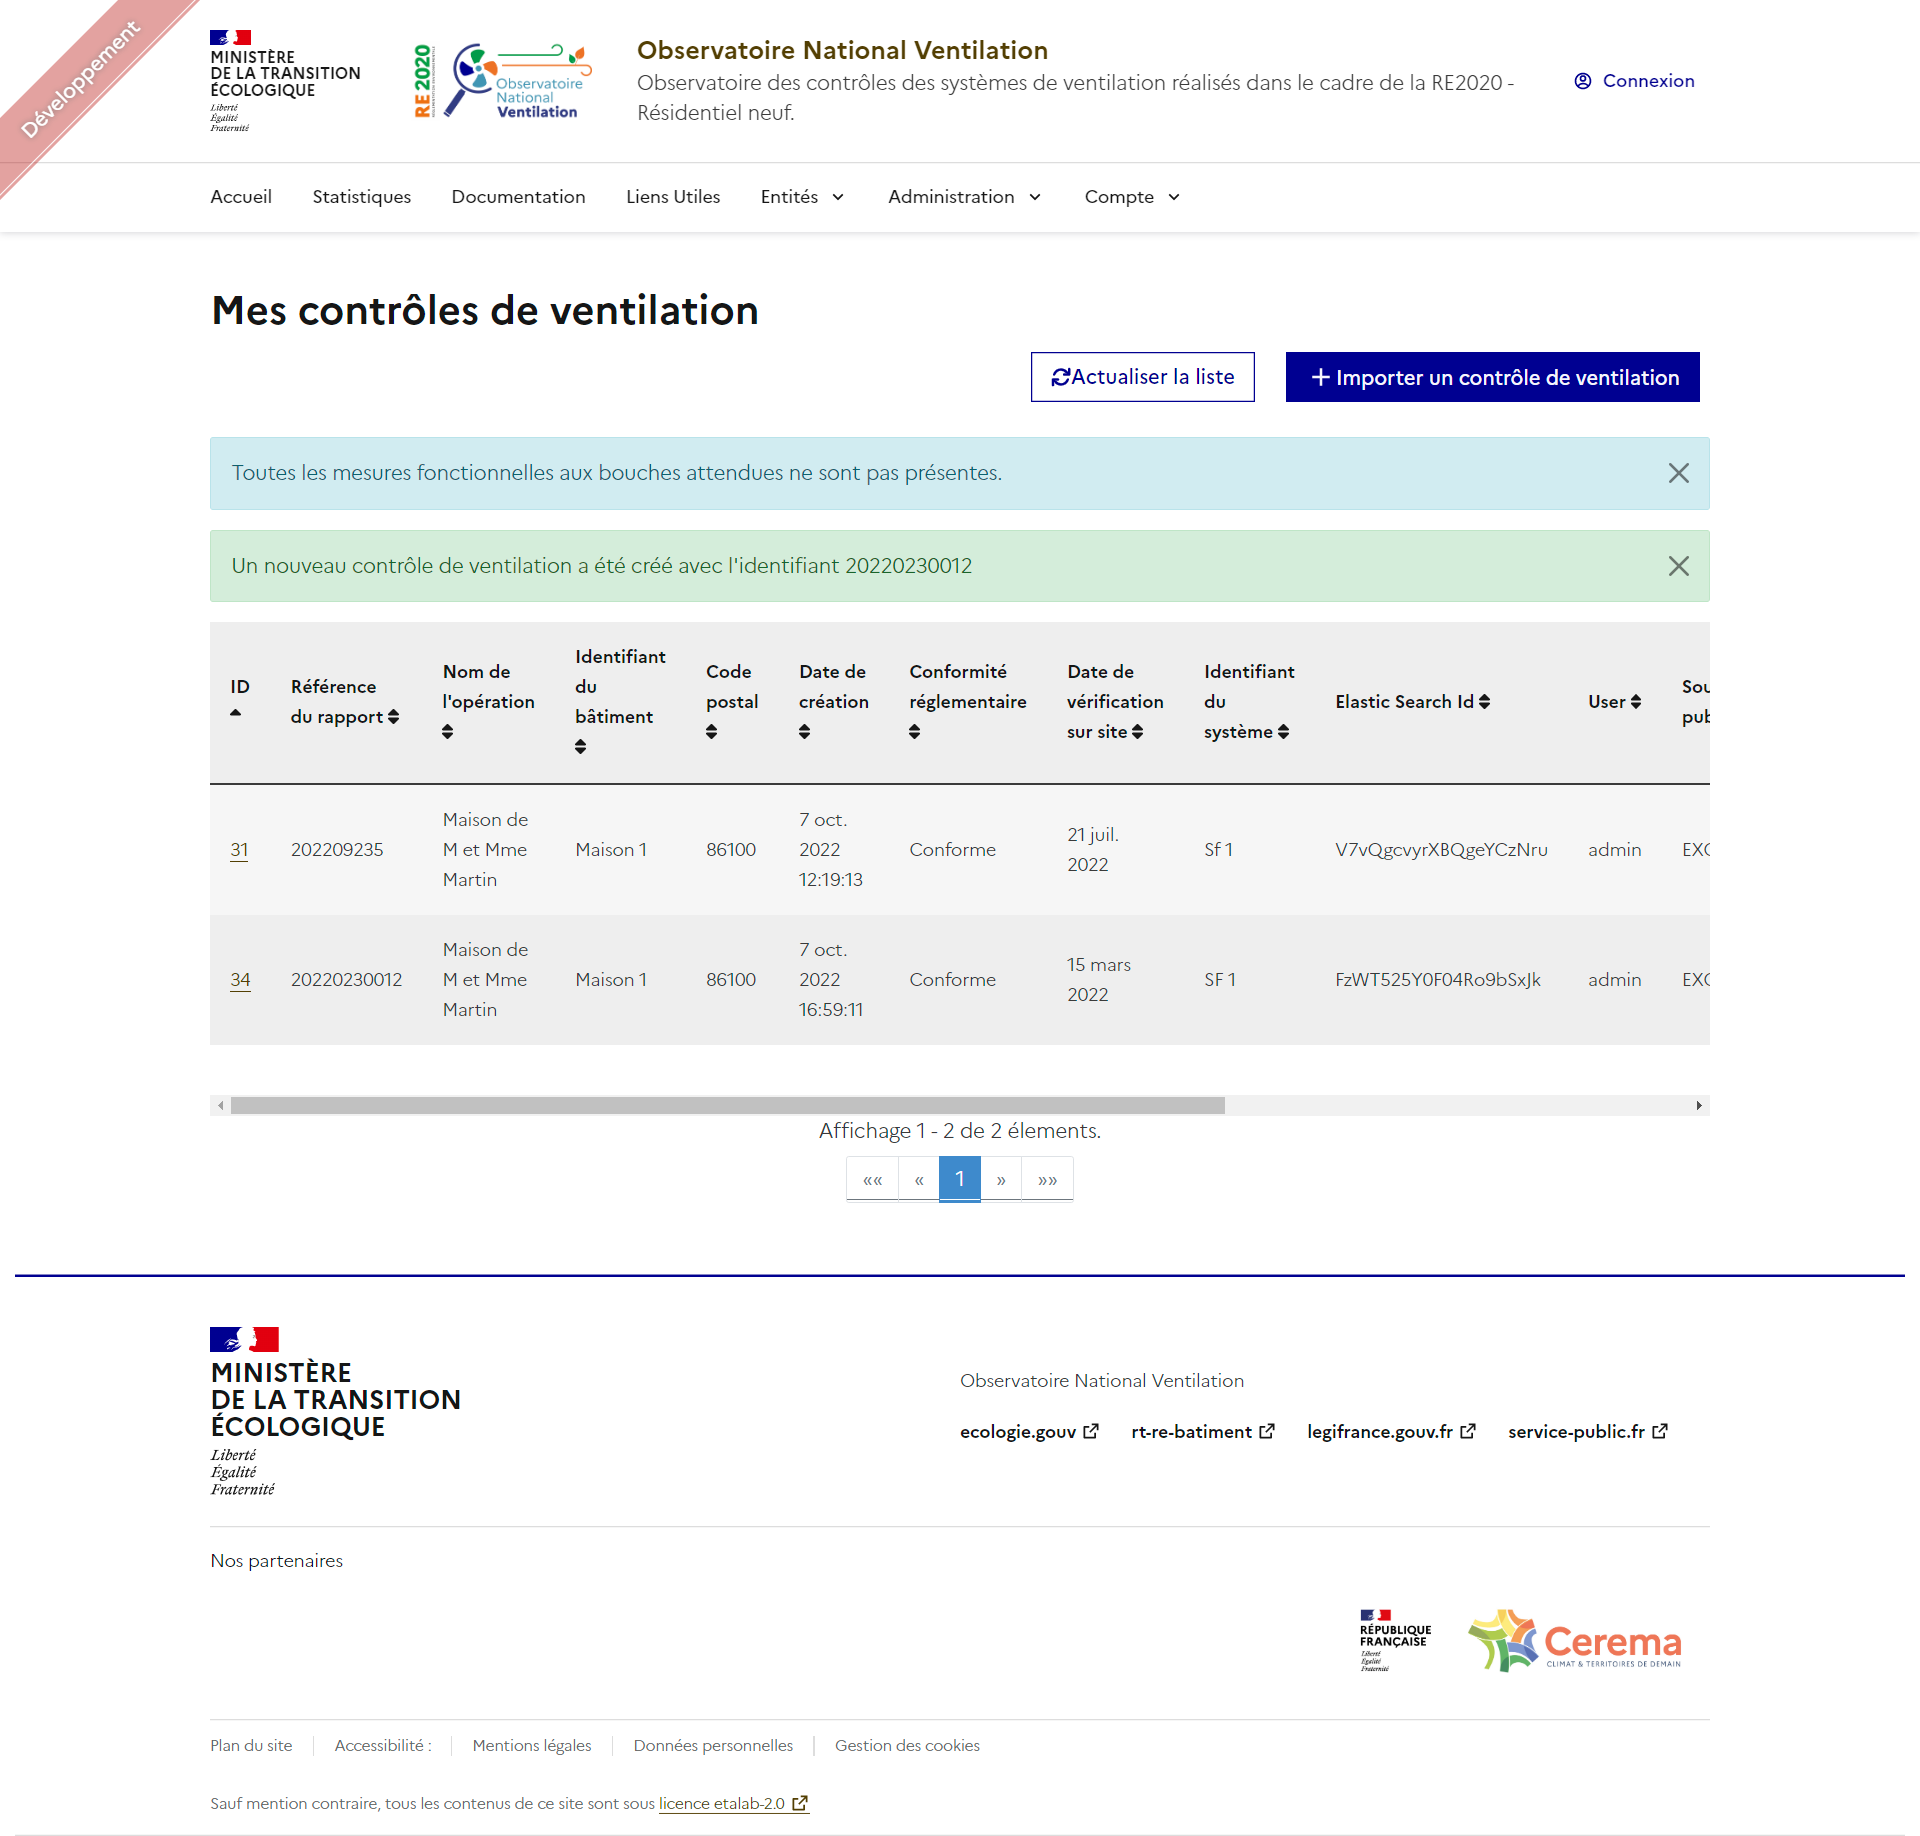 Développement
MINISTÈRE
DE LA TRANSITION
ÉCOLOGIQUE
Liberté
Égalité
Fraternité
RE 2020
Observatoire
National
Ventilation
Observatoire National Ventilation
Observatoire des contrôles des systèmes de ventilation réalisés dans le cadre de la RE2020 -
Résidentiel neuf.
Connexion
Accueil Statistiques Documentation Liens Utiles Entités Administration Compte
Mes contrôles de ventilation
Actualiser la liste
+ Importer un contrôle de ventilation
Toutes les mesures fonctionnelles aux bouches attendues ne sont pas présentes.
Un nouveau contrôle de ventilation a été créé avec l'identifiant 20220230012
ID
Référence
du rapport
Nom de
l'opération
Identifiant
du
bâtiment
Code
postal
Date de
création
Conformité
réglementaire
Date de
vérification
sur site
Identifiant
du
système
Elastic Search Id
User
Sou
pub
31
202209235
Maison de
M et Mme
Martin
Maison 1
86100
7 oct.
2022
12:19:13
Conforme
21 juil.
2022
Sf 1
V7vQgcvyrXBQgeYCzNru
admin
EXC
34
20220230012
Maison de
M et Mme
Martin
Maison 1
86100
7 oct.
2022
16:59:11
Conforme
15 mars
2022
SF 1
FzWT525Y0F04Ro9bSxJk
admin
EXC
Affichage 1 - 2 de 2 élements.
«« « 1 » »»
MINISTÈRE
DE LA TRANSITION
ÉCOLOGIQUE
Liberté
Égalité
Fraternité
Observatoire National Ventilation
ecologie.gouv rt-re-batiment legifrance.gouv.fr service-public.fr
Nos partenaires
RÉPUBLIQUE
FRANÇAISE
Liberté
Égalité
Fraternité
Cerema
CLIMAT & TERRITOIRES DE DEMAIN
Plan du site Accessibilité : Mentions légales Données personnelles Gestion des cookies
Sauf mention contraire, tous les contenus de ce site sont sous licence etalab-2.0